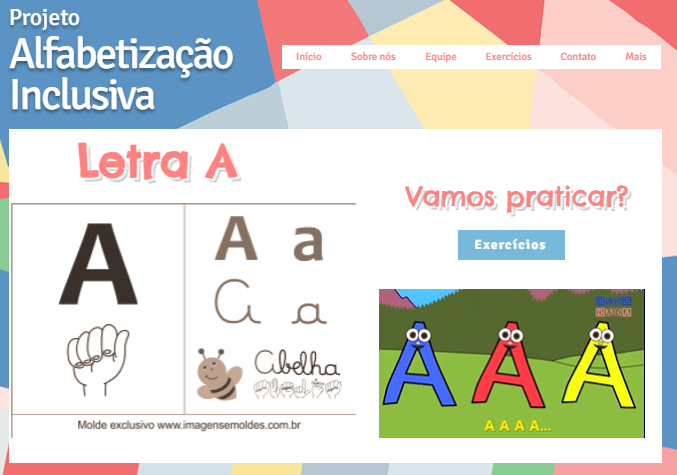 Projeto
Alfabetização
Inclusiva
Início Sobre nós Equipe Exercícios Contato Mais
Letra A
A
A a
A a
Abelha
Molde exclusivo www.imagensemoldes.com.br
Vamos praticar?
Exercícios
A A A
A A A A...